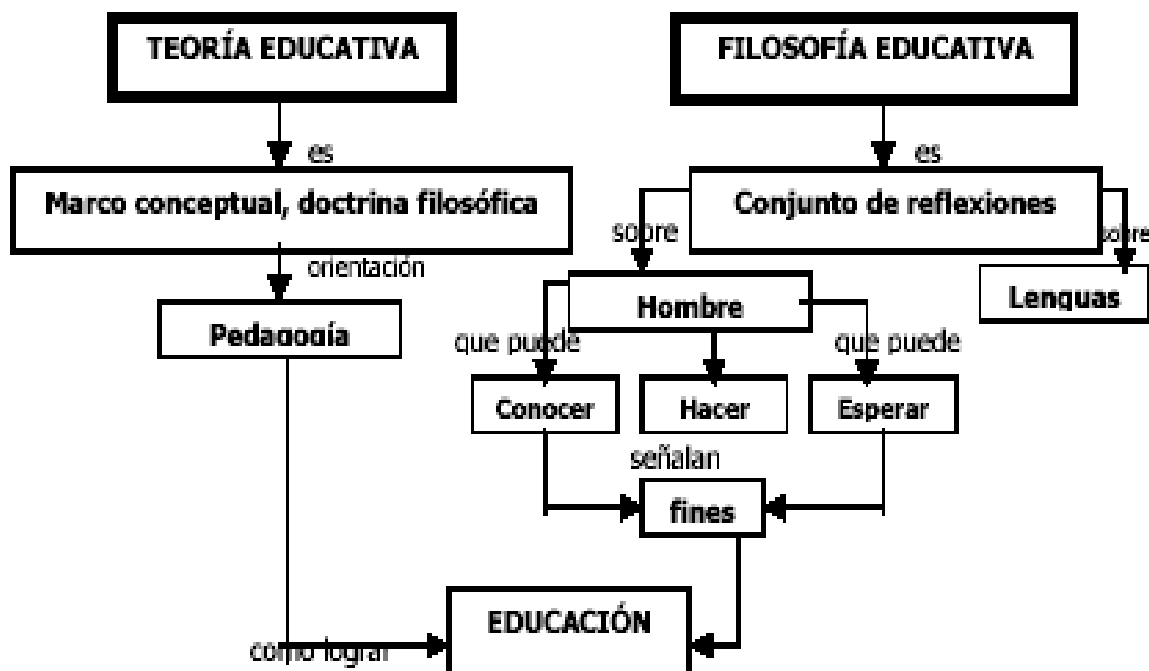 TEORÍA EDUCATIVA
FILOSOFÍA EDUCATIVA
es
es
Marco conceptual, doctrina filosófica
Conjunto de reflexiones
orientación
sobre
sobre
Pedagogía
Hombre
Lenguas
que puede
que puede
Conocer
Hacer
Esperar
señalan
fines
EDUCACIÓN
como lograr